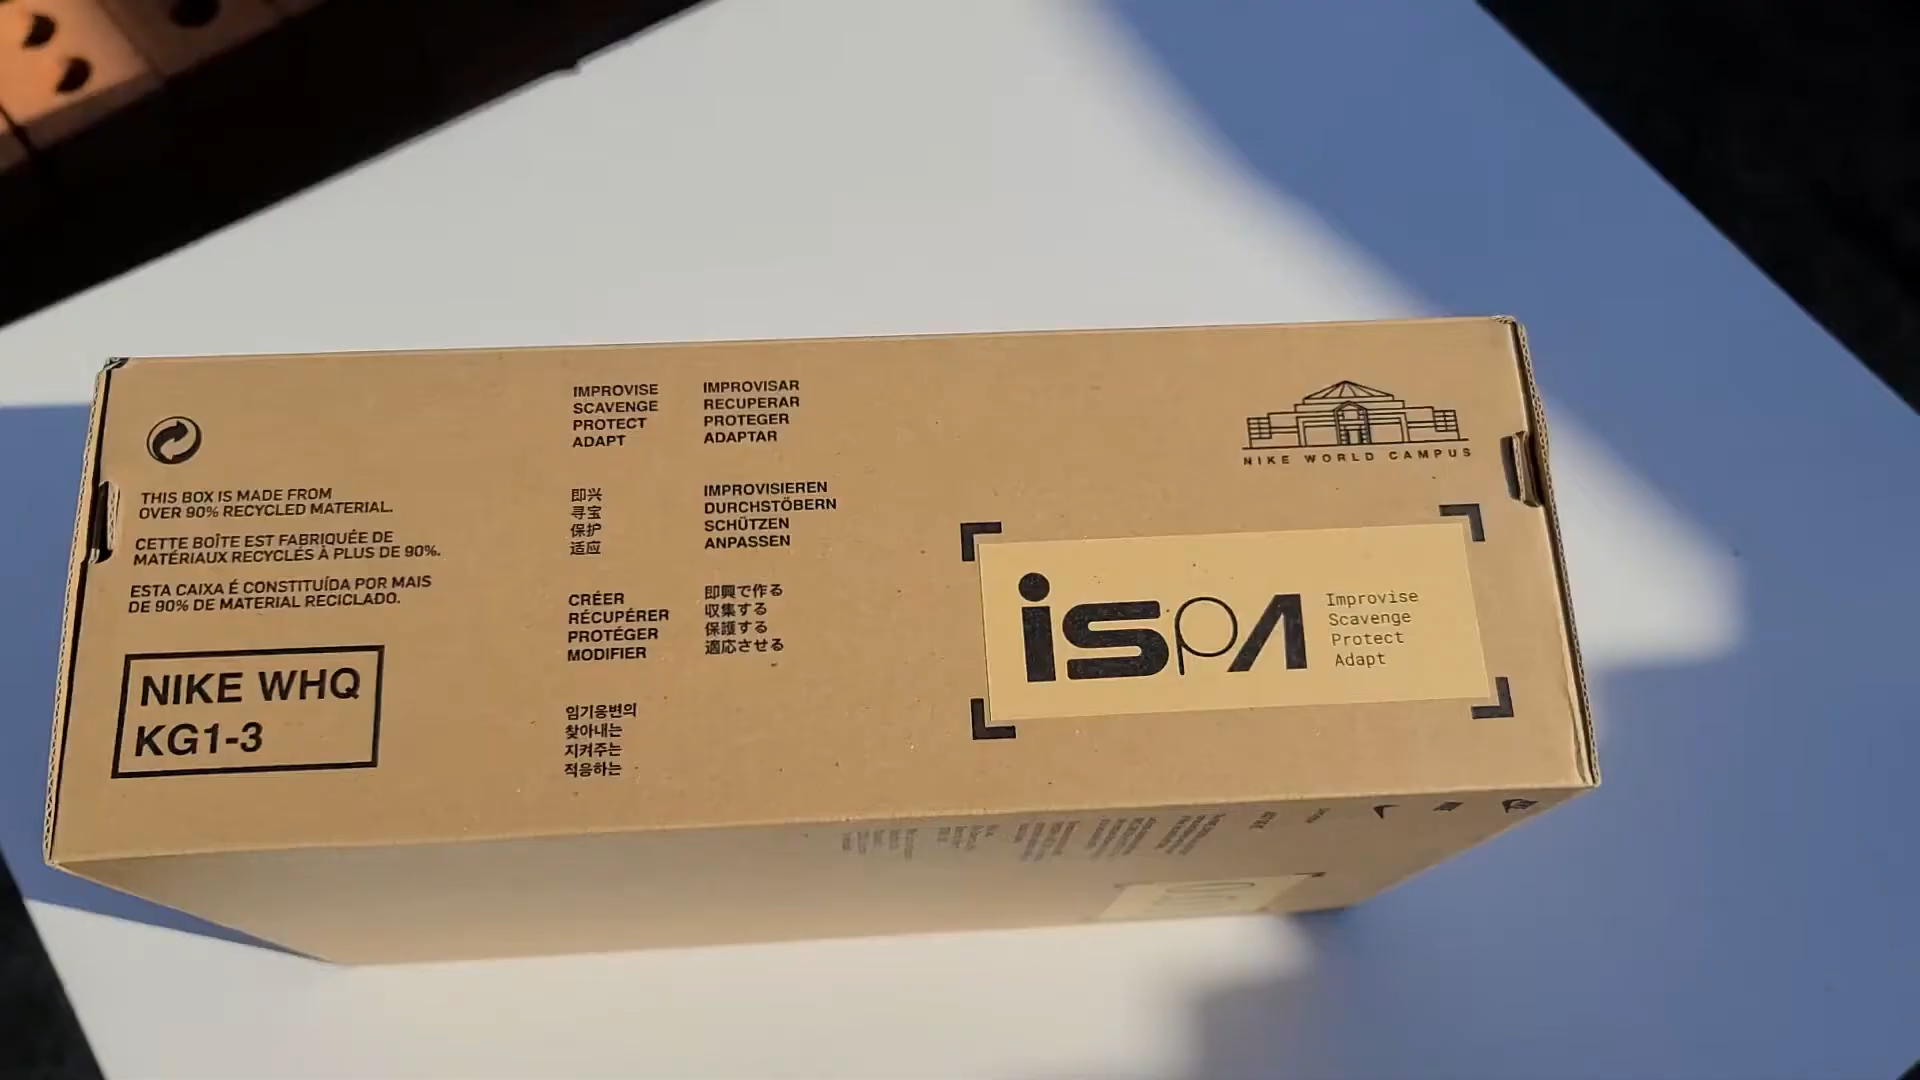 THIS BOX IS MADE FROM
OVER 90% RECYCLED MATERIAL.
CETTE BOÎTE EST FABRIQUÉE DE
MATÉRIAUX RECYCLÉS À PLUS DE 90%.
ESTA CAIXA É CONSTITUÍDA POR MAIS
DE 90% DE MATERIAL RECICLADO.
NIKE WHQ
KG1-3
IMPROVISE
SCAVENGE
PROTECT
ADAPT
IMPROVISAR
RECUPERAR
PROTEGER
ADAPTAR
即兴
寻宝
保护
适应
IMPROVISIEREN
DURCHSTÖBERN
SCHÜTZEN
ANPASSEN
CRÉER
RÉCUPÉRER
PROTÉGER
MODIFIER
即興で作る
収集する
保護する
適応させる
임기응변의
찾아내는
지켜주는
적응하는
NIKE WORLD CAMPUS
ISPA
Improvise
Scavenge
Protect
Adapt